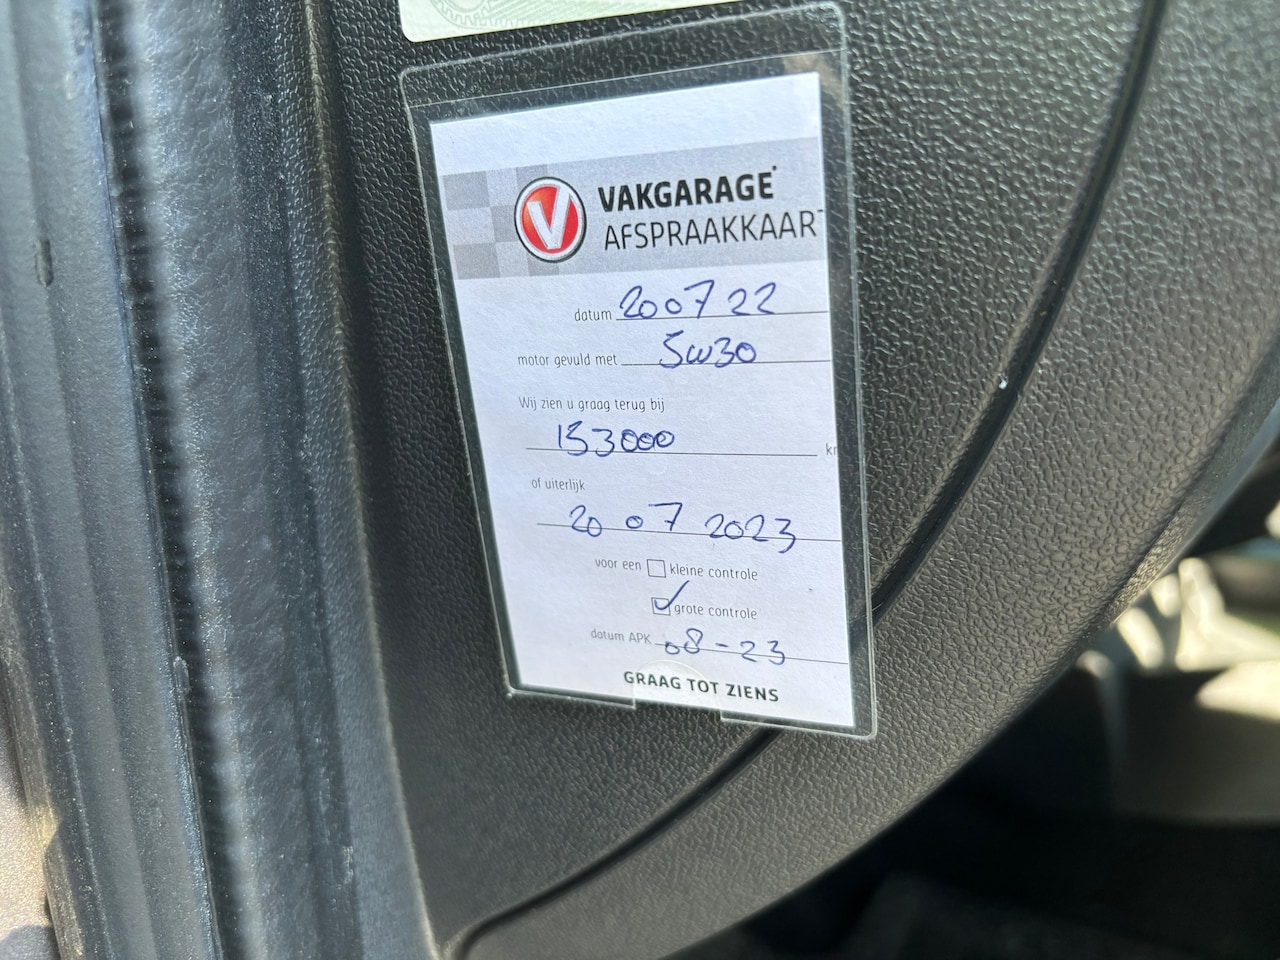 VAKGARAGE
AFSPRAAKKAART
datum 200722
motor gevuld met 5w30
Wij zien u graag terug bij
153000 km
of uiterlijk
20 07 2023
voor een kleine controle
grote controle
datum APK 08-23
GRAAG TOT ZIENS